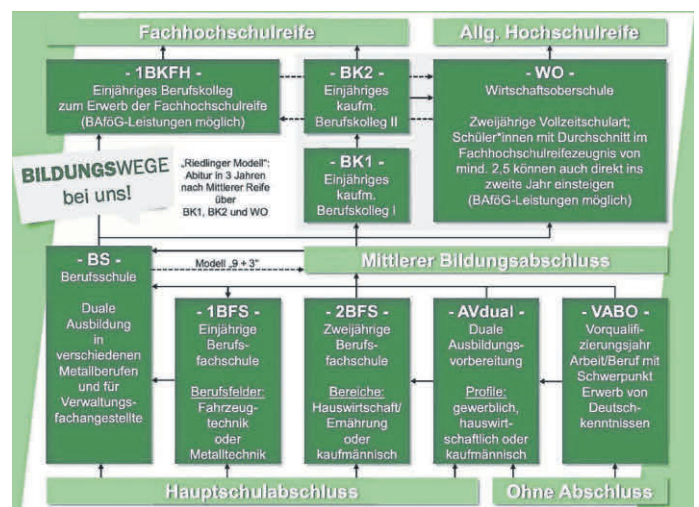 Fachhochschulreife
Allg. Hochschulreife
- 1BKFH -
Einjähriges Berufskolleg
zum Erwerb der Fachhochschulreife
(BAföG-Leistungen möglich)
- BK2 -
Einjähriges
kaufm.
Berufskolleg II
- WO -
Wirtschaftsoberschule
Zweijährige Vollzeitschulart;
Schüler*innen mit Durchschnitt im
Fachhochschulreifezeugnis von
mind. 2,5 können auch direkt ins
zweite Jahr einsteigen
(BAföG-Leistungen möglich)
BILDUNGSWEGE
bei uns!
„Riedlinger Modell“:
Abitur in 3 Jahren
nach Mittlerer Reife
über
BK1, BK2 und WO
- BK1 -
Einjähriges
kaufm.
Berufskolleg I
- BS -
Berufsschule
Duale
Ausbildung
in
verschiedenen
Metallberufen
und für
Verwaltungs-
fachangestellte
Modell „9 + 3“
Mittlerer Bildungsabschluss
- 1BFS -
Einjährige
Berufs-
fachschule
Berufsfelder:
Fahrzeug-
technik
oder
Metalltechnik
- 2BFS -
Zweijährige
Berufs-
fachschule
Bereiche:
Hauswirtschaft/
Ernährung
oder
kaufmännisch
- AVdual -
Duale
Ausbildungs-
vorbereitung
Profile:
gewerblich,
hauswirt-
schaftlich oder
kaufmännisch
- VABO -
Vorqualifi-
zierungsjahr
Arbeit/Beruf mit
Schwerpunkt
Erwerb von
Deutsch-
kenntnissen
Hauptschulabschluss
Ohne Abschluss